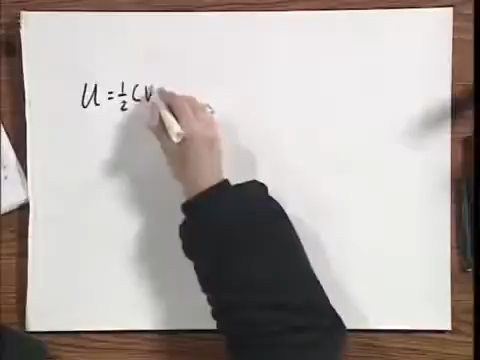 U = ½ CV